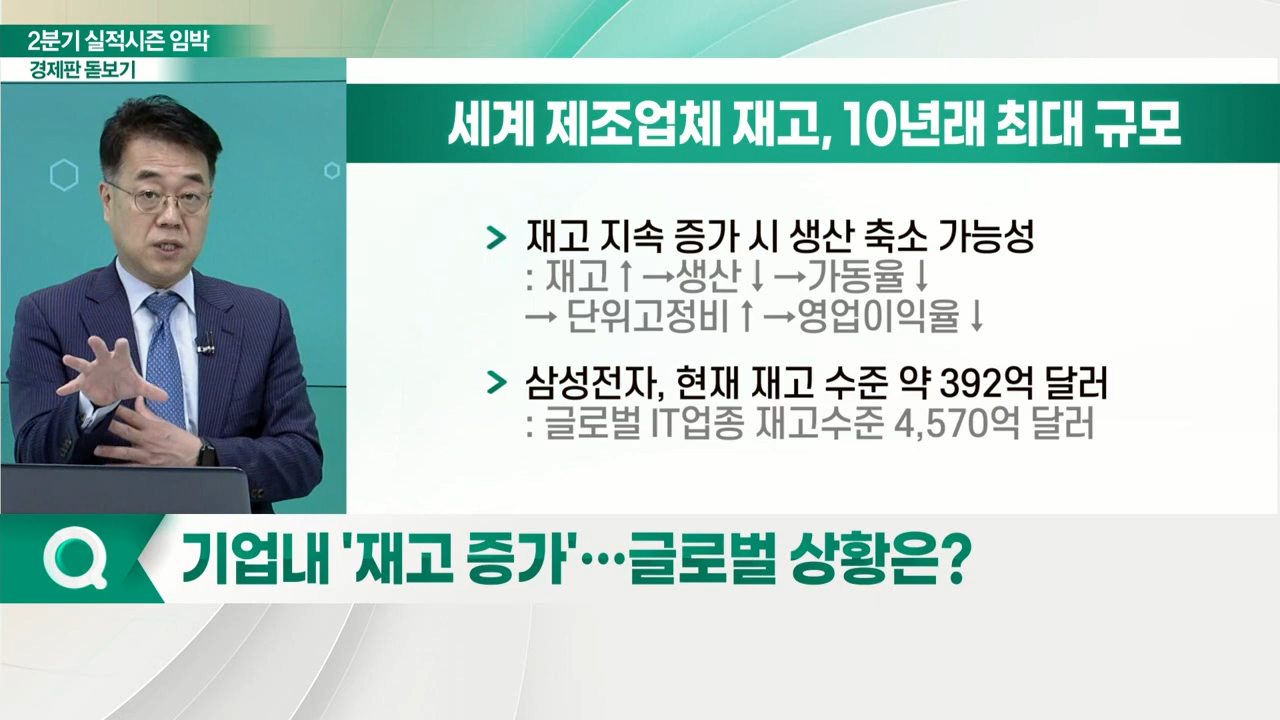 2분기 실적시즌 임박
경제판 돋보기
세계 제조업체 재고, 10년래 최대 규모
재고 지속 증가 시 생산 축소 가능성
: 재고↑→생산↓→가동율↓
→ 단위고정비↑→영업이익율↓
삼성전자, 현재 재고 수준 약 392억 달러
: 글로벌 IT업종 재고수준 4,570억 달러
기업내 '재고 증가'…글로벌 상황은?